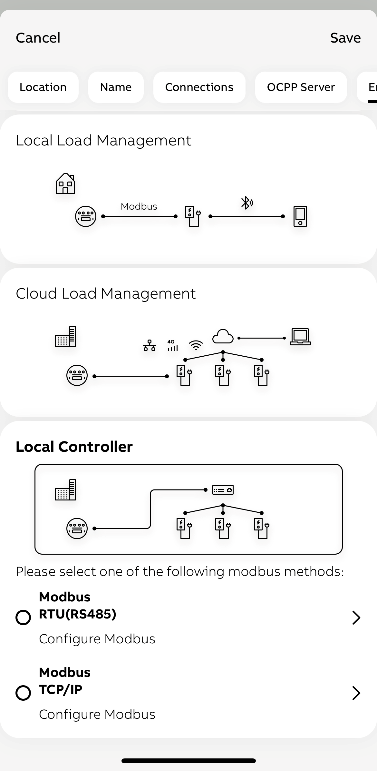 Cancel
Save
Location
Name
Connections
OCPP Server
Local Load Management
Modbus
Cloud Load Management
4G
Local Controller
Please select one of the following modbus methods:
Modbus
RTU(RS485)
Configure Modbus
Modbus
TCP/IP
Configure Modbus